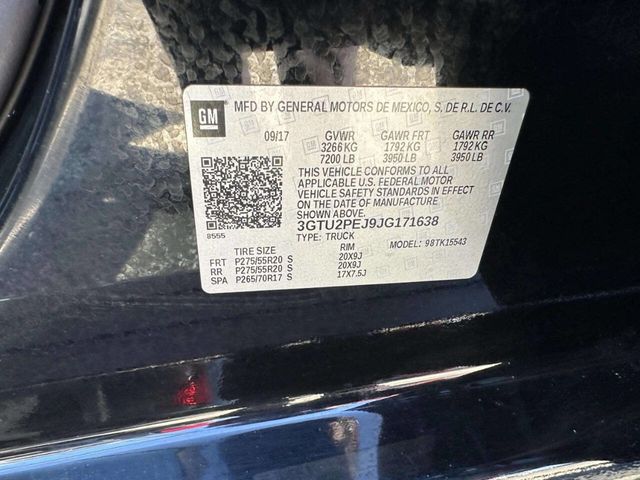 GM
MFD BY GENERAL MOTORS DE MEXICO, S. DE R.L. DE C.V.
09/17 GVWR GAWR FRT GAWR RR
3266 KG 1792 KG 1792 KG
7200 LB 3950 LB 3950 LB
THIS VEHICLE CONFORMS TO ALL
APPLICABLE U.S. FEDERAL MOTOR
VEHICLE SAFETY STANDARDS IN EFFECT
ON THE DATE OF MANUFACTURE
SHOWN ABOVE.
3GTU2PEJ9JG171638
8555
TYPE: TRUCK MODEL: 98TK15543
TIRE SIZE RIM
FRT P275/55R20 S 20X9J
RR P275/55R20 S 20X9J
SPA P265/70R17 S 17X7.5J